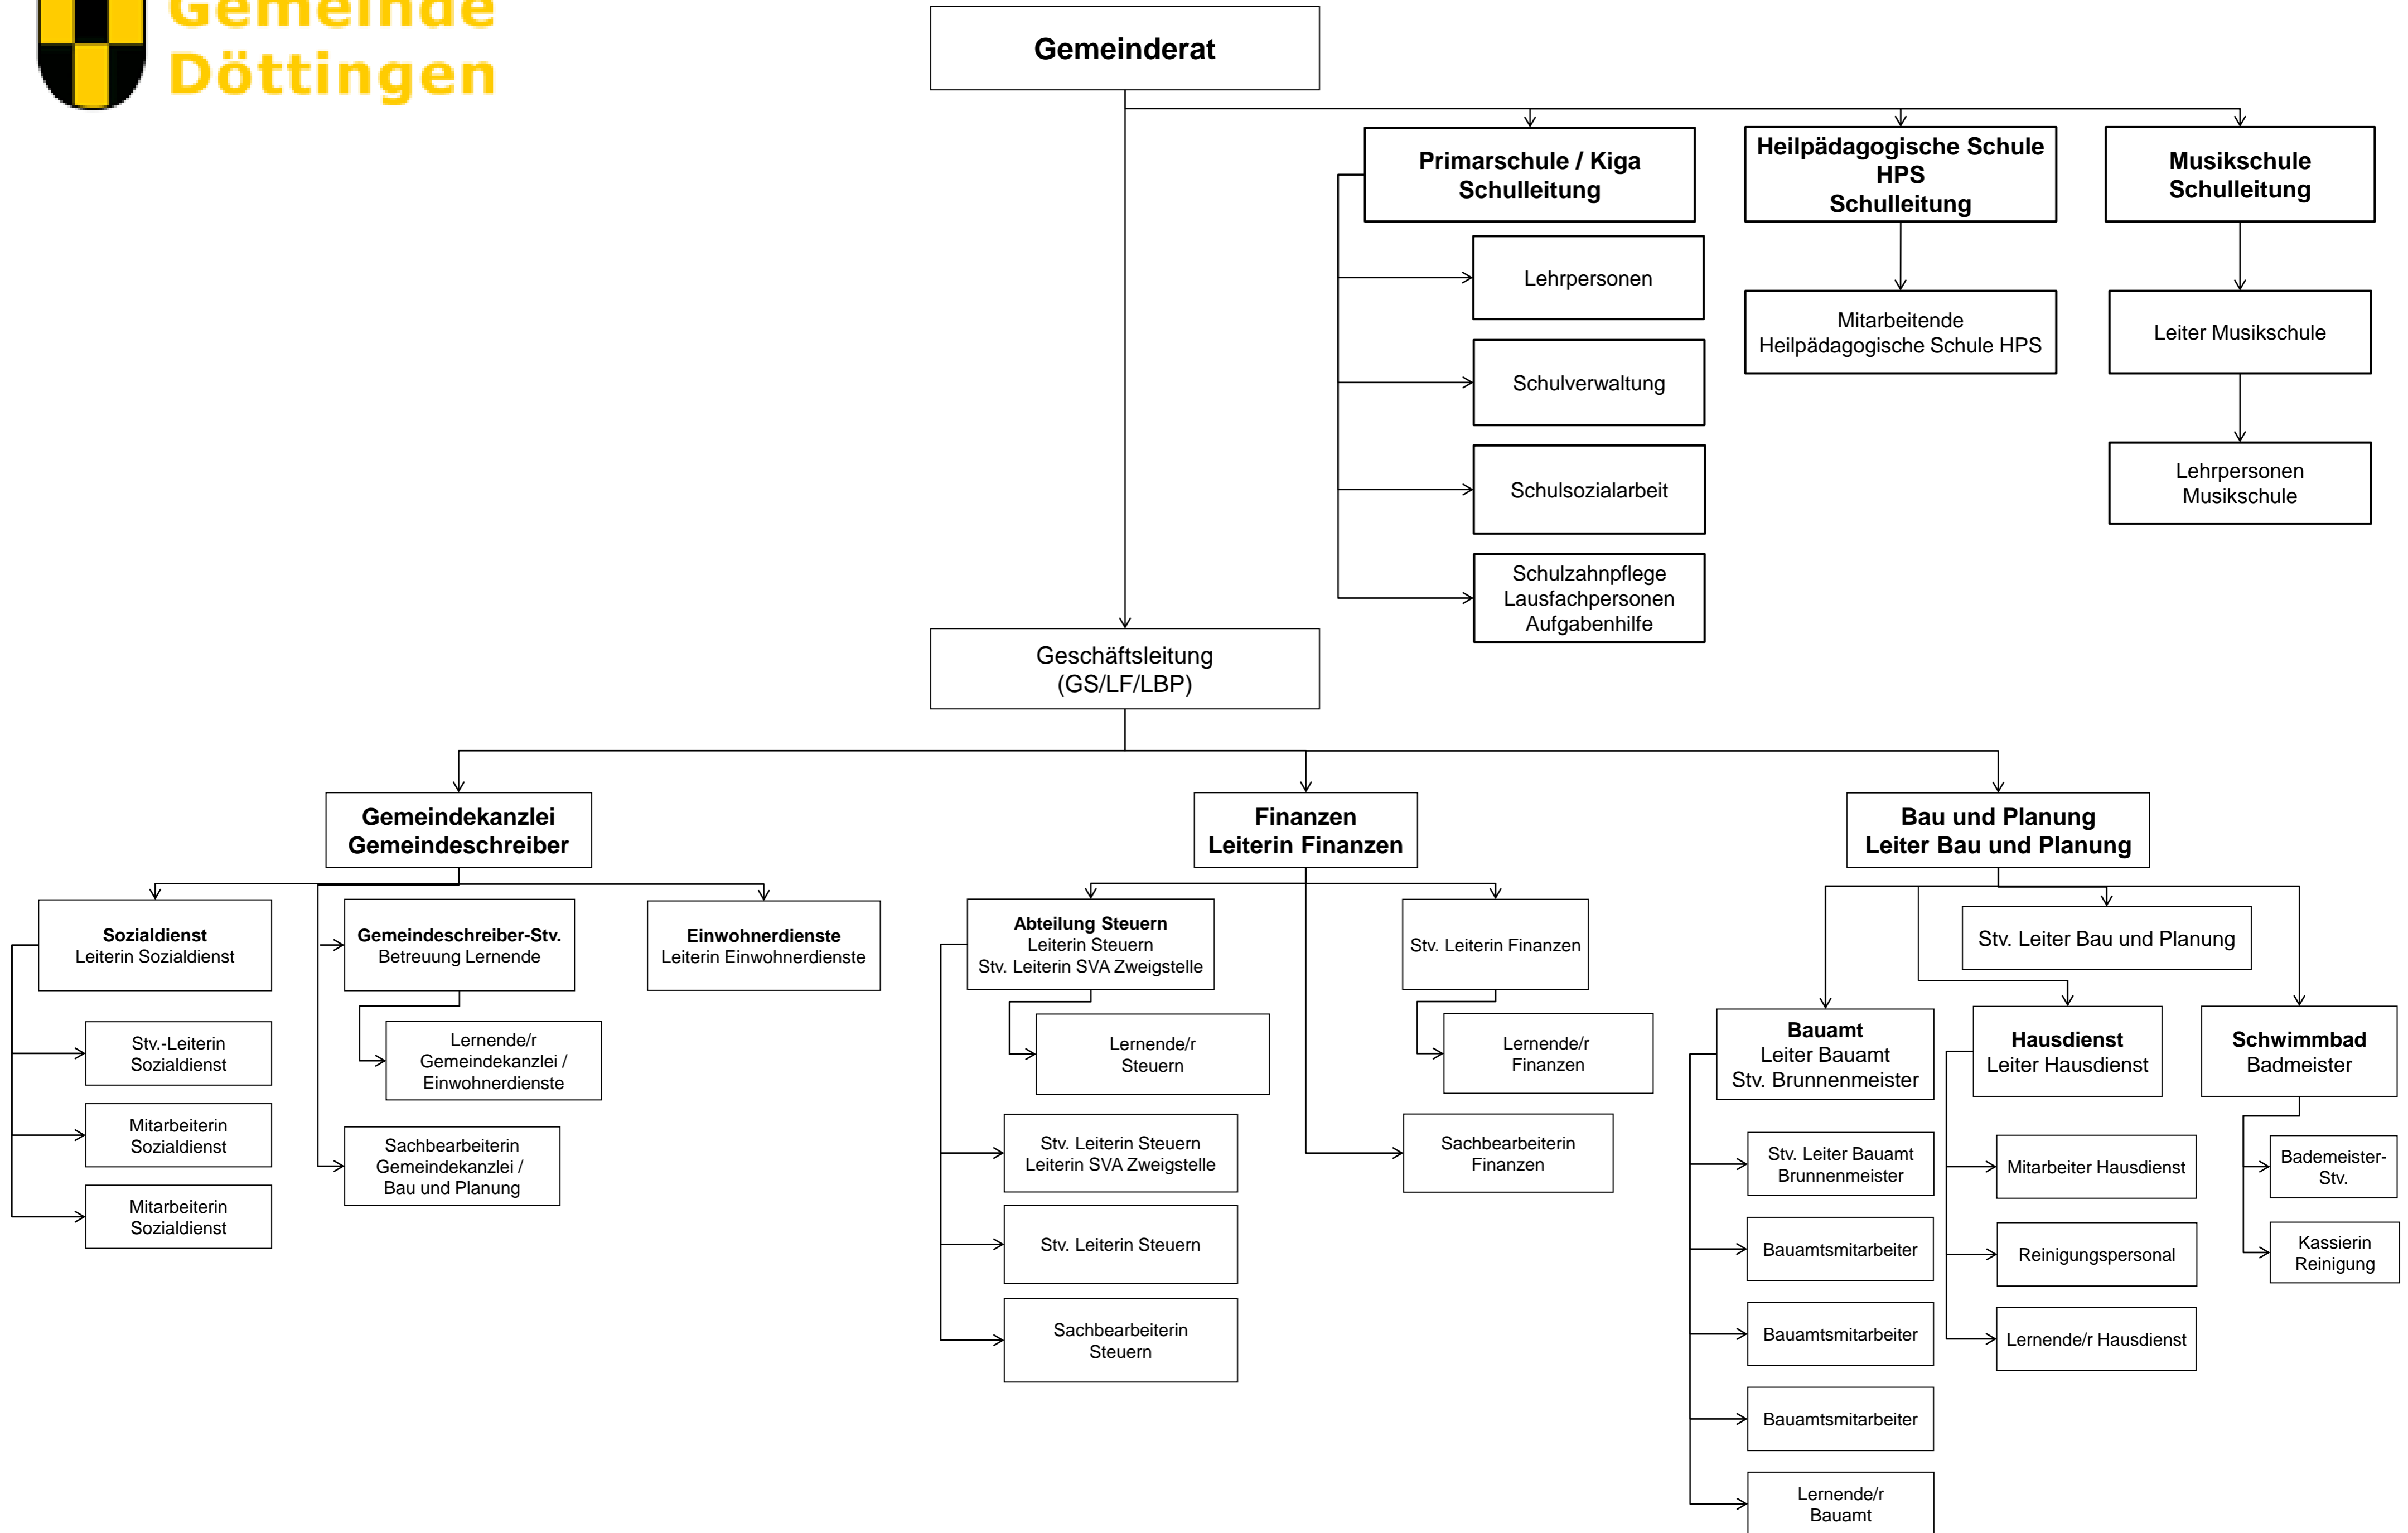 Gemeinde
Döttingen
Gemeinderat
Primarschule / Kiga
Schulleitung
Heilpädagogische Schule
HPS
Schulleitung
Musikschule
Schulleitung
Lehrpersonen
Schulverwaltung
Schulsozialarbeit
Schulzahnpflege
Lausfachpersonen
Aufgabenhilfe
Mitarbeitende
Heilpädagogische Schule HPS
Leiter Musikschule
Lehrpersonen
Musikschule
Geschäftsleitung
(GS/LF/LBP)
Gemeindekanzlei
Gemeindeschreiber
Finanzen
Leiterin Finanzen
Bau und Planung
Leiter Bau und Planung
Sozialdienst
Leiterin Sozialdienst
Stv.-Leiterin
Sozialdienst
Mitarbeiterin
Sozialdienst
Mitarbeiterin
Sozialdienst
Gemeindeschreiber-Stv.
Betreuung Lernende
Lernende/r
Gemeindekanzlei /
Einwohnerdienste
Sachbearbeiterin
Gemeindekanzlei /
Bau und Planung
Einwohnerdienste
Leiterin Einwohnerdienste
Abteilung Steuern
Leiterin Steuern
Stv. Leiterin SVA Zweigstelle
Lernende/r
Steuern
Stv. Leiterin Steuern
Leiterin SVA Zweigstelle
Stv. Leiterin Steuern
Sachbearbeiterin
Steuern
Stv. Leiterin Finanzen
Lernende/r
Finanzen
Sachbearbeiterin
Finanzen
Stv. Leiter Bau und Planung
Bauamt
Leiter Bauamt
Stv. Brunnenmeister
Stv. Leiter Bauamt
Brunnenmeister
Bauamtsmitarbeiter
Bauamtsmitarbeiter
Bauamtsmitarbeiter
Lernende/r
Bauamt
Hausdienst
Leiter Hausdienst
Mitarbeiter Hausdienst
Reinigungspersonal
Lernende/r Hausdienst
Schwimmbad
Badmeister
Bademeister-
Stv.
Kassierin
Reinigung